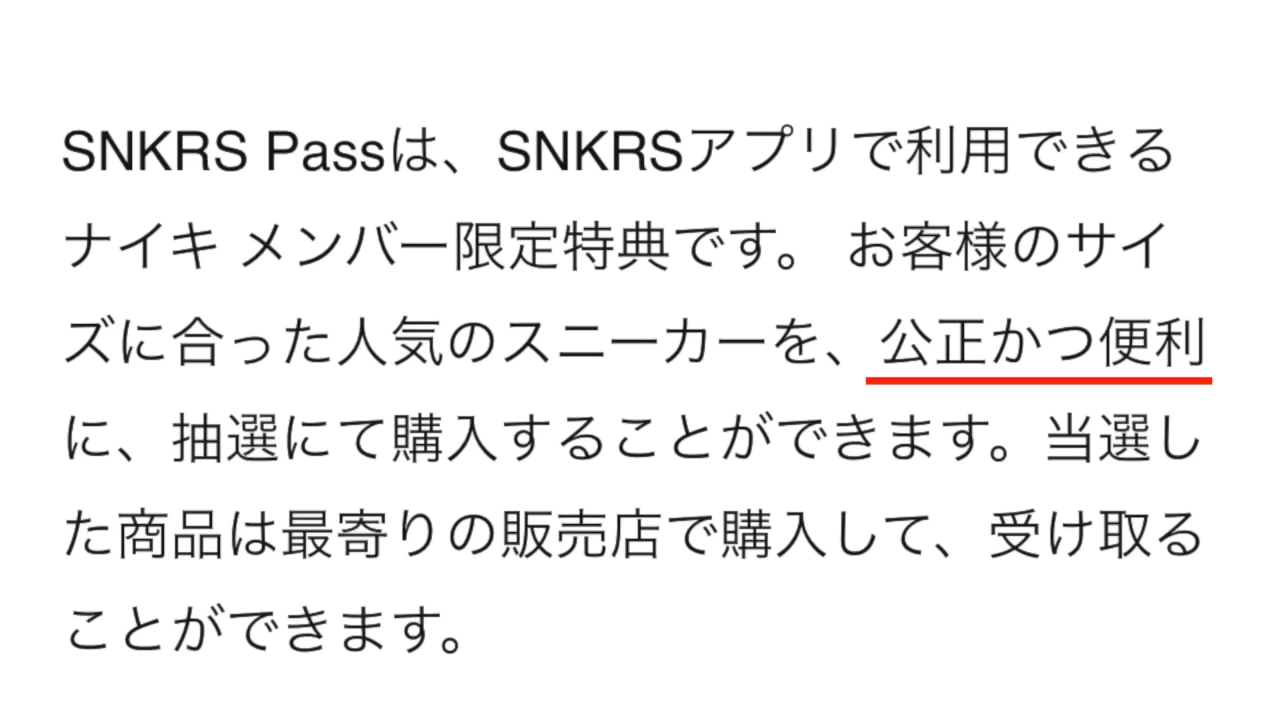 SNKRS Passは、SNKRSアプリで利用できる
ナイキ メンバー限定特典です。 お客様のサイ
ズに合った人気のスニーカーを、公正かつ便利
に、抽選にて購入することができます。当選し
た商品は最寄りの販売店で購入して、受け取る
ことができます。